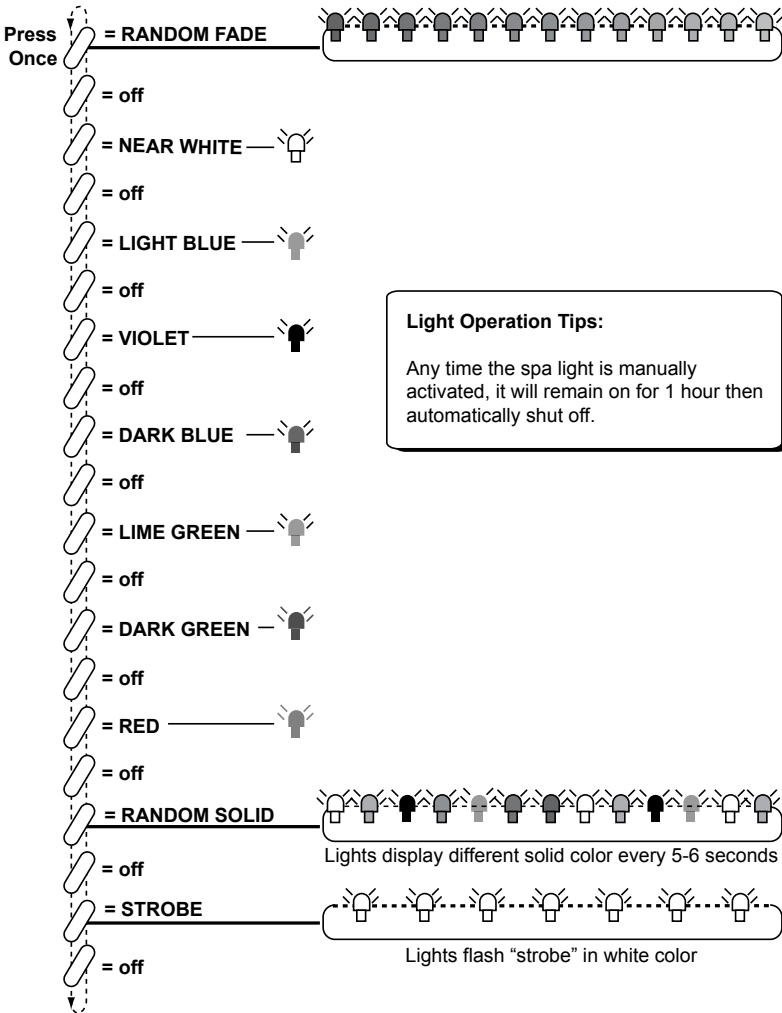 Press
Once
= RANDOM FADE
= off
= NEAR WHITE
= off
= LIGHT BLUE
= off
= VIOLET
= off
= DARK BLUE
= off
= LIME GREEN
= off
= DARK GREEN
= off
= RED
= off
= RANDOM SOLID
Lights display different solid color every 5-6 seconds
= off
= STROBE
Lights flash “strobe” in white color
= off
Light Operation Tips:
Any time the spa light is manually
activated, it will remain on for 1 hour then
automatically shut off.